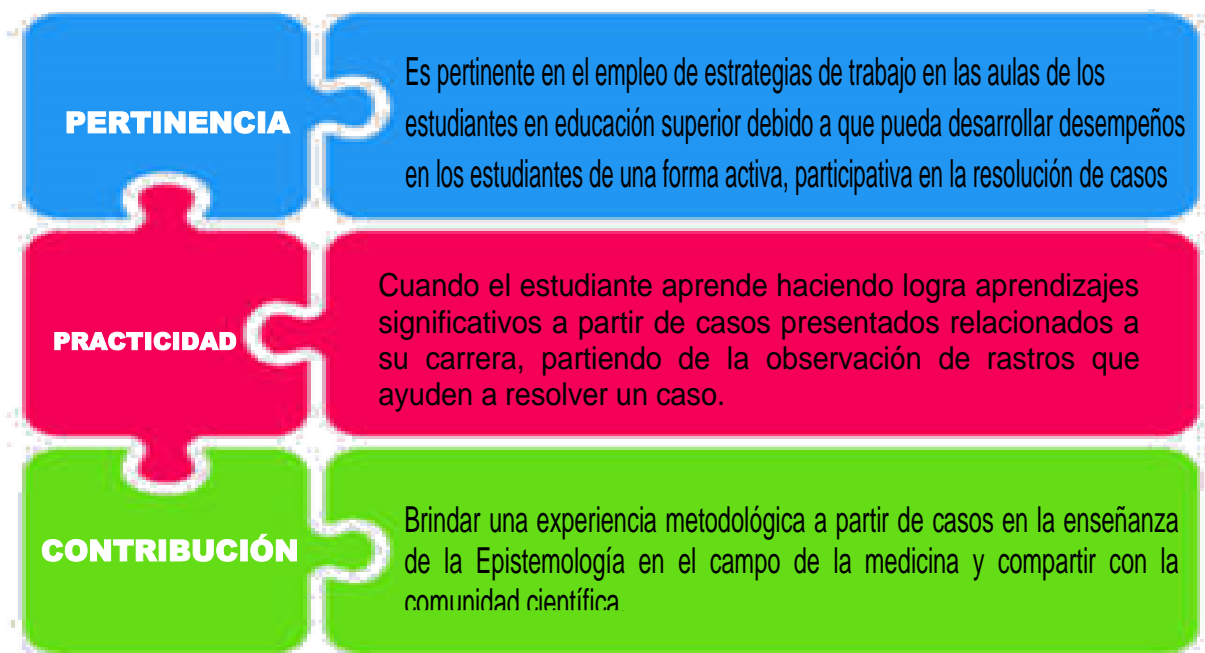 PERTINENCIA
Es pertinente en el empleo de estrategias de trabajo en las aulas de los
estudiantes en educación superior debido a que pueda desarrollar desempeños
en los estudiantes de una forma activa, participativa en la resolución de casos
PRACTICIDAD
Cuando el estudiante aprende haciendo logra aprendizajes
significativos a partir de casos presentados relacionados a
su carrera, partiendo de la observación de rastros que
ayuden a resolver un caso.
CONTRIBUCIÓN
Brindar una experiencia metodológica a partir de casos en la enseñanza
de la Epistemología en el campo de la medicina y compartir con la
comunidad científica